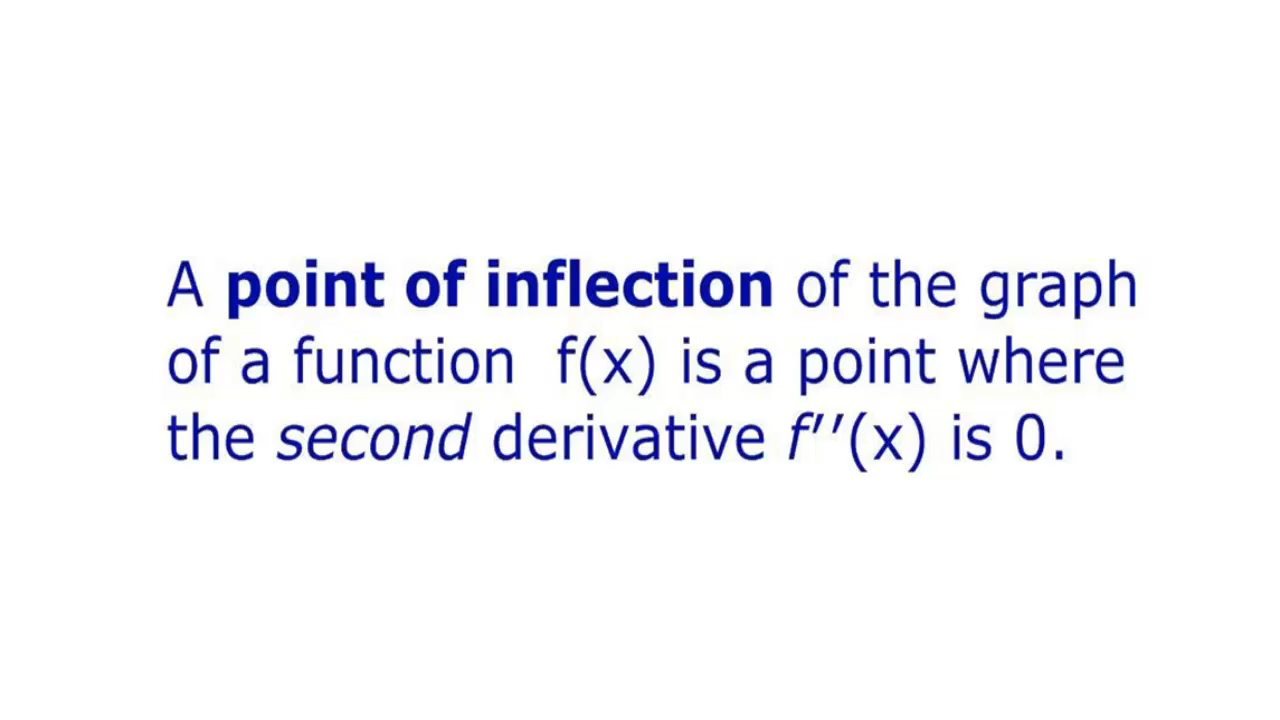 A point of inflection of the graph
of a function f(x) is a point where
the second derivative f′′(x) is 0.